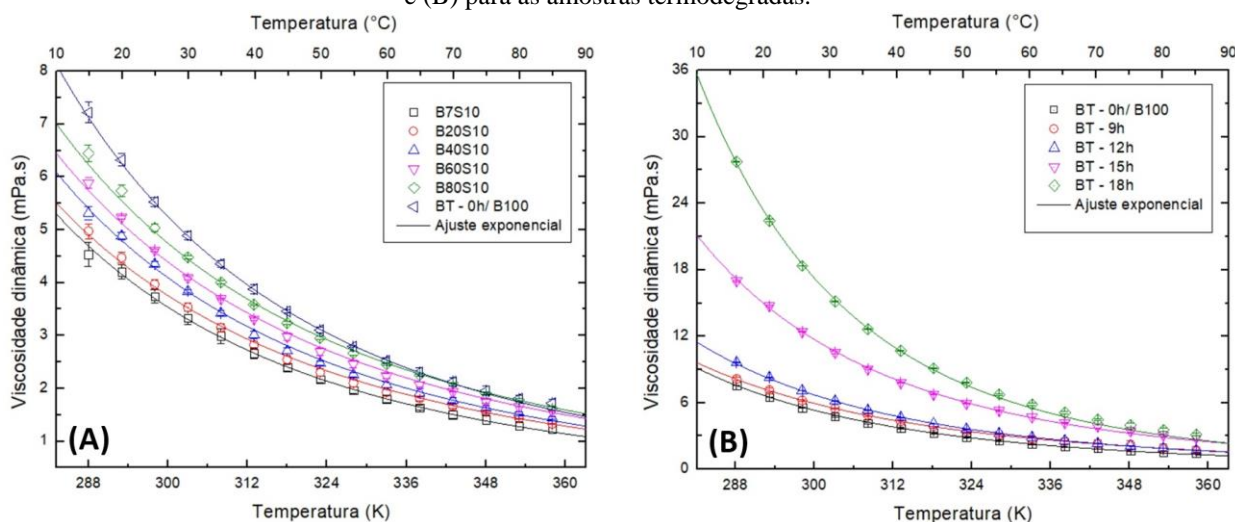 e (B) para as amostras termodegradas.
Temperatura (°C)
10 20 30 40 50 60 70 80 90
8
7
6
5
4
3
2
1
Viscosidade dinâmica (mPa.s)
B7S10
B20S10
B40S10
B60S10
B80S10
BT - 0h/ B100
Ajuste exponencial
(A)
288 300 312 324 336 348 360
Temperatura (K)
Temperatura (°C)
10 20 30 40 50 60 70 80 90
36
30
24
18
12
6
0
Viscosidade dinâmica (mPa.s)
BT - 0h/ B100
BT - 9h
BT - 12h
BT - 15h
BT - 18h
Ajuste exponencial
(B)
288 300 312 324 336 348 360
Temperatura (K)